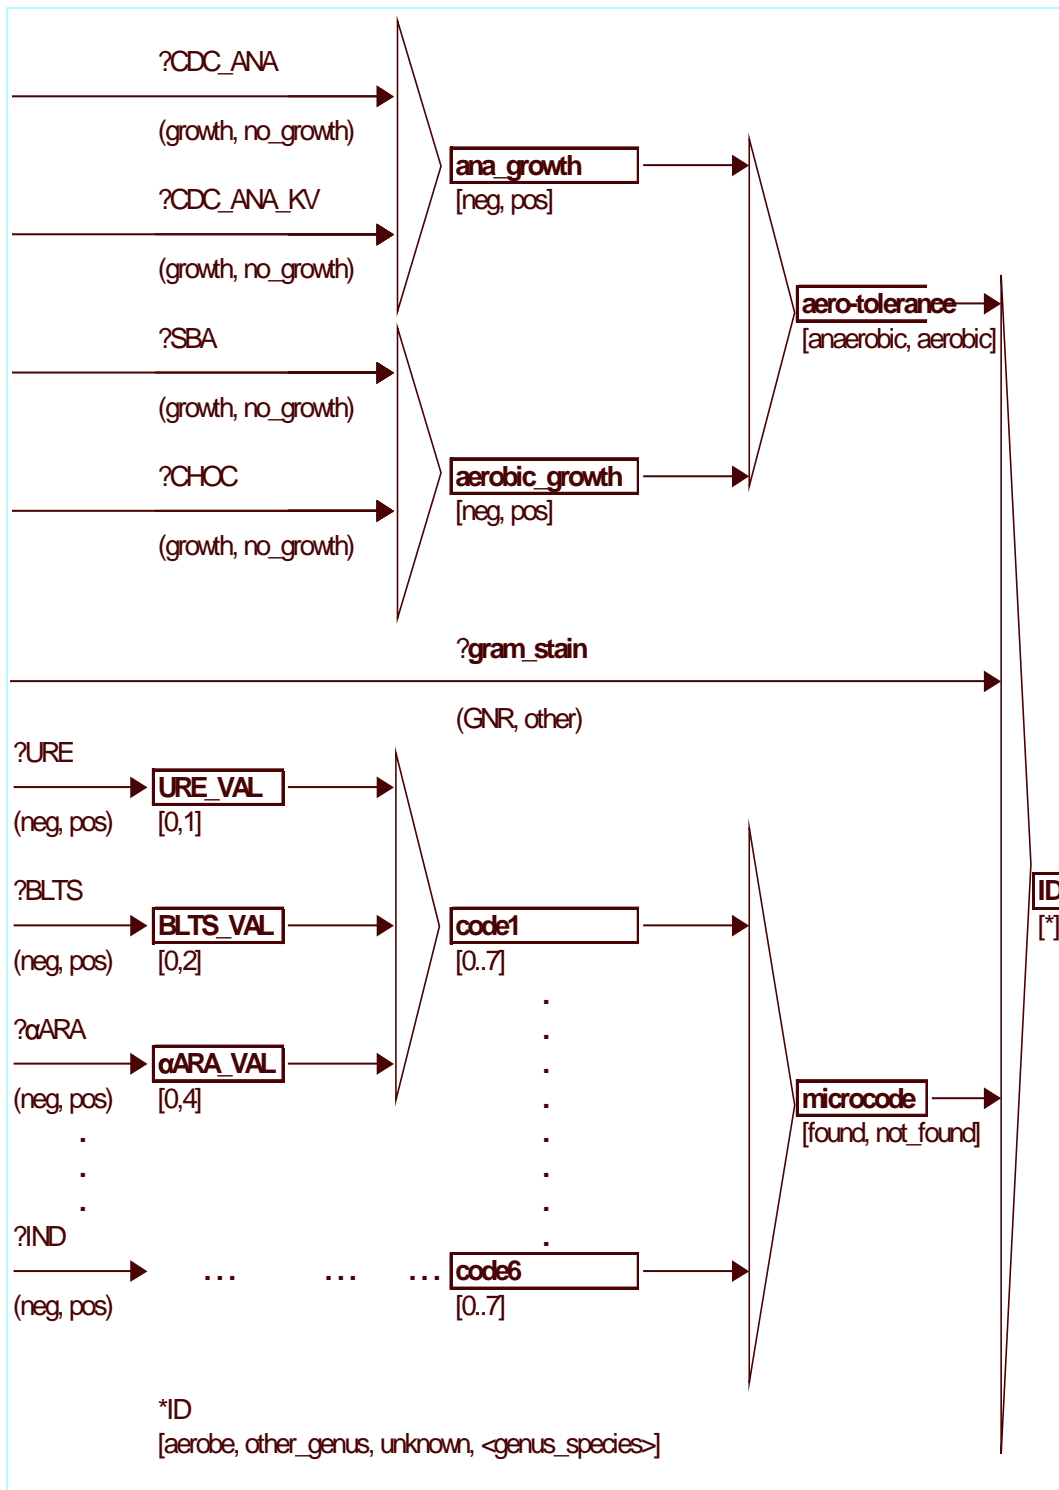 ?CDC_ANA
(growth, no_growth)
ana_growth
[neg, pos]
?CDC_ANA_KV
(growth, no_growth)
aero-tolerance
[anaerobic, aerobic]
?SBA
(growth, no_growth)
?CHOC
aerobic_growth
[neg, pos]
(growth, no_growth)
?gram_stain
(GNR, other)
?URE
URE_VAL
(neg, pos) [0,1]
?BLTS
BLTS_VAL code1
(neg, pos) [0,2] [0..7]
ID
[*]
?αARA
αARA_VAL
(neg, pos) [0,4]
microcode
[found, not_found]
?IND
... ... ... code6
(neg, pos) [0..7]
*ID
[aerobe, other_genus, unknown, <genus_species>]